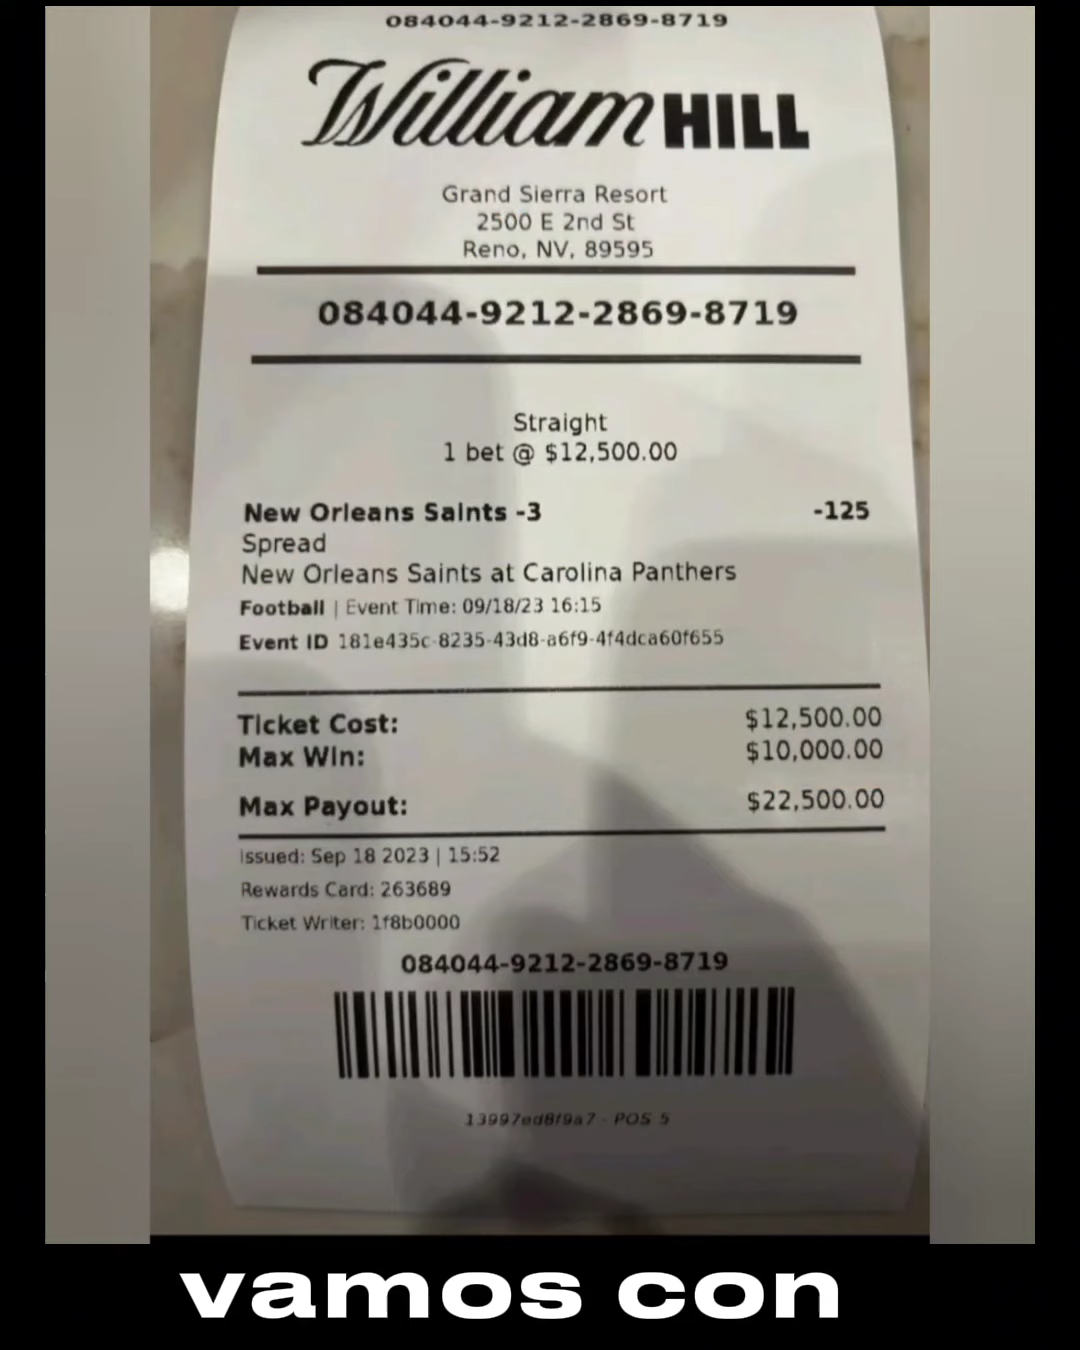 084044-9212-2869-8719
William HILL
Grand Sierra Resort
2500 E 2nd St
Reno, NV, 89595
084044-9212-2869-8719
Straight
1 bet @ $12,500.00
New Orleans Saints -3 -125
Spread
New Orleans Saints at Carolina Panthers
Football | Event Time: 09/18/23 16:15
Event ID 181e435c-8235-43d8-a6f9-4f4dca60f655
Ticket Cost: $12,500.00
Max Win: $10,000.00
Max Payout: $22,500.00
Issued: Sep 18 2023 | 15:52
Rewards Card: 263689
Ticket Writer: 1f8b0000
084044-9212-2869-8719
13997ed8f9a7 - POS 5
vamos con